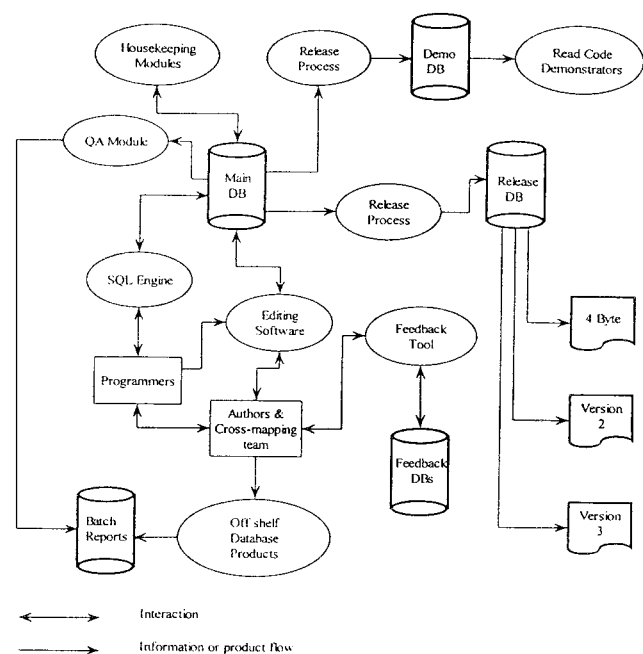 Housekeeping
Modules
Release
Process
Demo
DB
Read Code
Demonstrators
QA Module
Main
DB
Release
DB
Release
Process
SQL Engine
Editing
Software
Feedback
Tool
4 Byte
Programmers
Authors &
Cross-mapping
team
Version
2
Feedback
DBs
Batch
Reports
Off shelf
Database
Products
Version
3
Interaction
Information or product flow